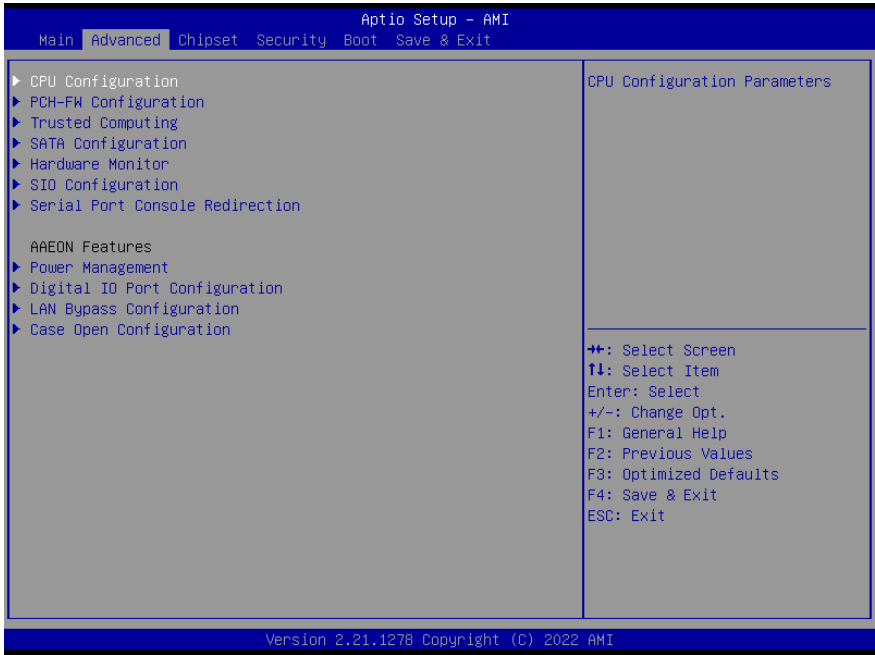 Aptio Setup – AMI
Main Advanced Chipset Security Boot Save & Exit
▶ CPU Configuration
▶ PCH-FW Configuration
▶ Trusted Computing
▶ SATA Configuration
▶ Hardware Monitor
▶ SIO Configuration
▶ Serial Port Console Redirection
AAEON Features
▶ Power Management
▶ Digital IO Port Configuration
▶ LAN Bypass Configuration
▶ Case Open Configuration
CPU Configuration Parameters
→←: Select Screen
↑↓: Select Item
Enter: Select
+/-: Change Opt.
F1: General Help
F2: Previous Values
F3: Optimized Defaults
F4: Save & Exit
ESC: Exit
Version 2.21.1278 Copyright (C) 2022 AMI